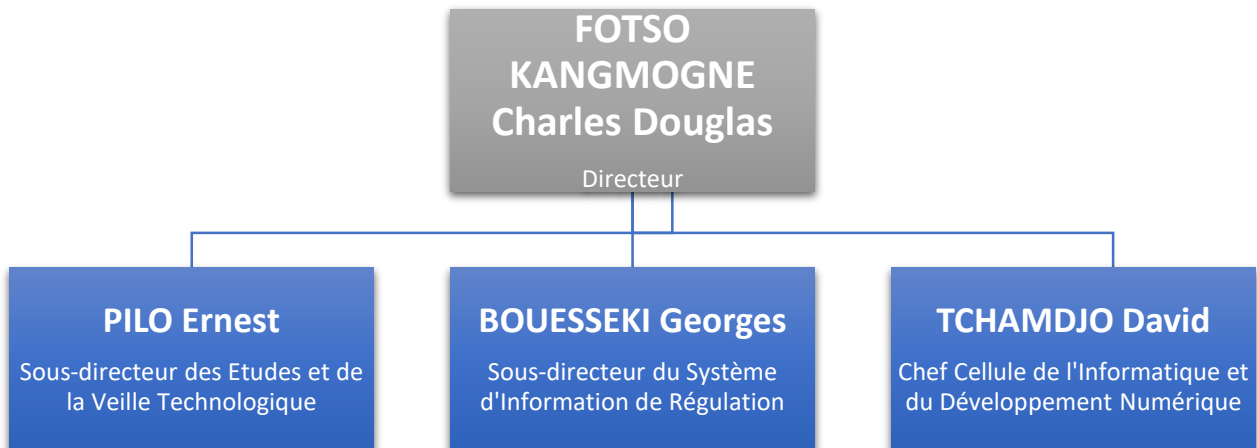 FOTSO
KANGMOGNE
Charles Douglas
Directeur
PILO Ernest
Sous-directeur des Etudes et de
la Veille Technologique
BOUESSEKI Georges
Sous-directeur du Système
d'Information de Régulation
TCHAMDJO David
Chef Cellule de l'Informatique et
du Développement Numérique